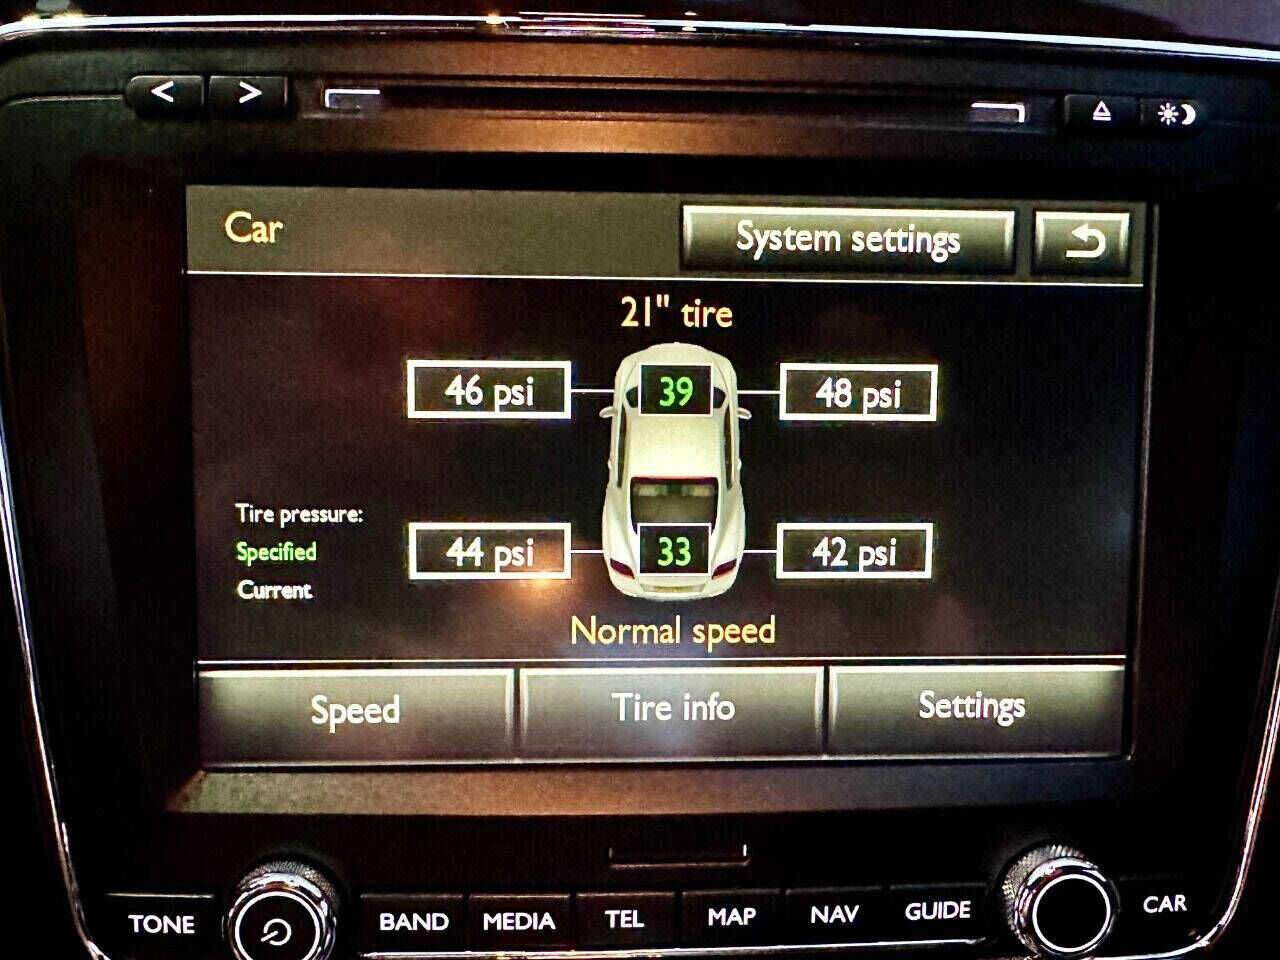 < >
Car System settings
21" tire
46 psi 39 48 psi
Tire pressure:
Specified
44 psi 33 42 psi
Current
Normal speed
Speed Tire info Settings
TONE BAND MEDIA TEL MAP NAV GUIDE CAR